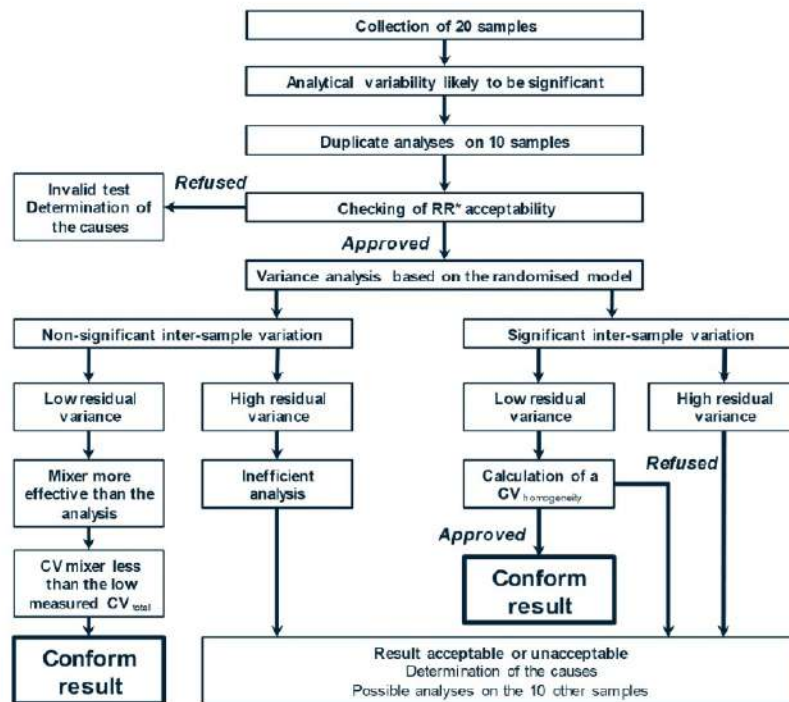 Collection of 20 samples
Analytical variability likely to be significant
Duplicate analyses on 10 samples
Refused
Invalid test
Determination of
the causes
Checking of RR* acceptability
Approved
Variance analysis based on the randomised model
Non-significant inter-sample variation
Significant inter-sample variation
Low residual
variance
High residual
variance
Low residual
variance
High residual
variance
Mixer more
effective than the
analysis
Inefficient
analysis
Calculation of a
CV homogeneity
Refused
Approved
CV mixer less
than the low
measured CV total
Conform
result
Conform
result
Result acceptable or unacceptable
Determination of the causes
Possible analyses on the 10 other samples